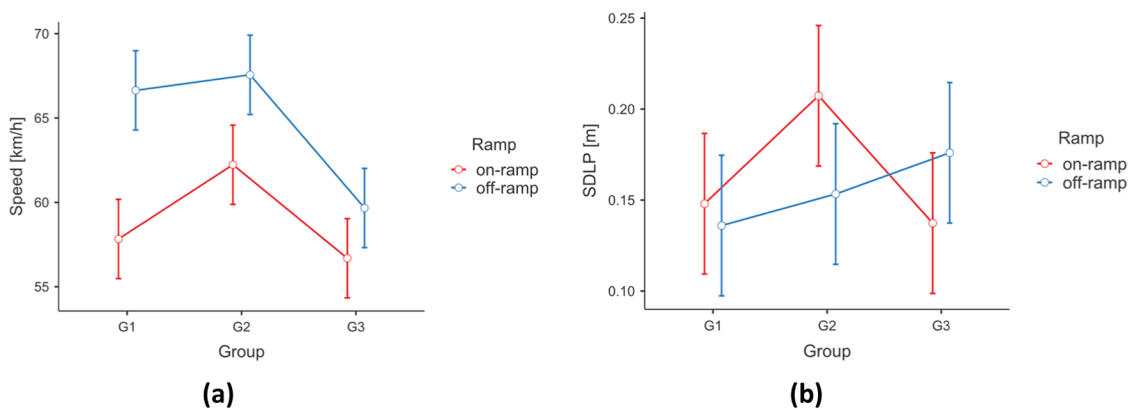 70
65
60
55
Speed [km/h]
G1 G2 G3
Group
Ramp
on-ramp
off-ramp
(a)
0.25
0.20
0.15
0.10
SDLP [m]
G1 G2 G3
Group
Ramp
on-ramp
off-ramp
(b)